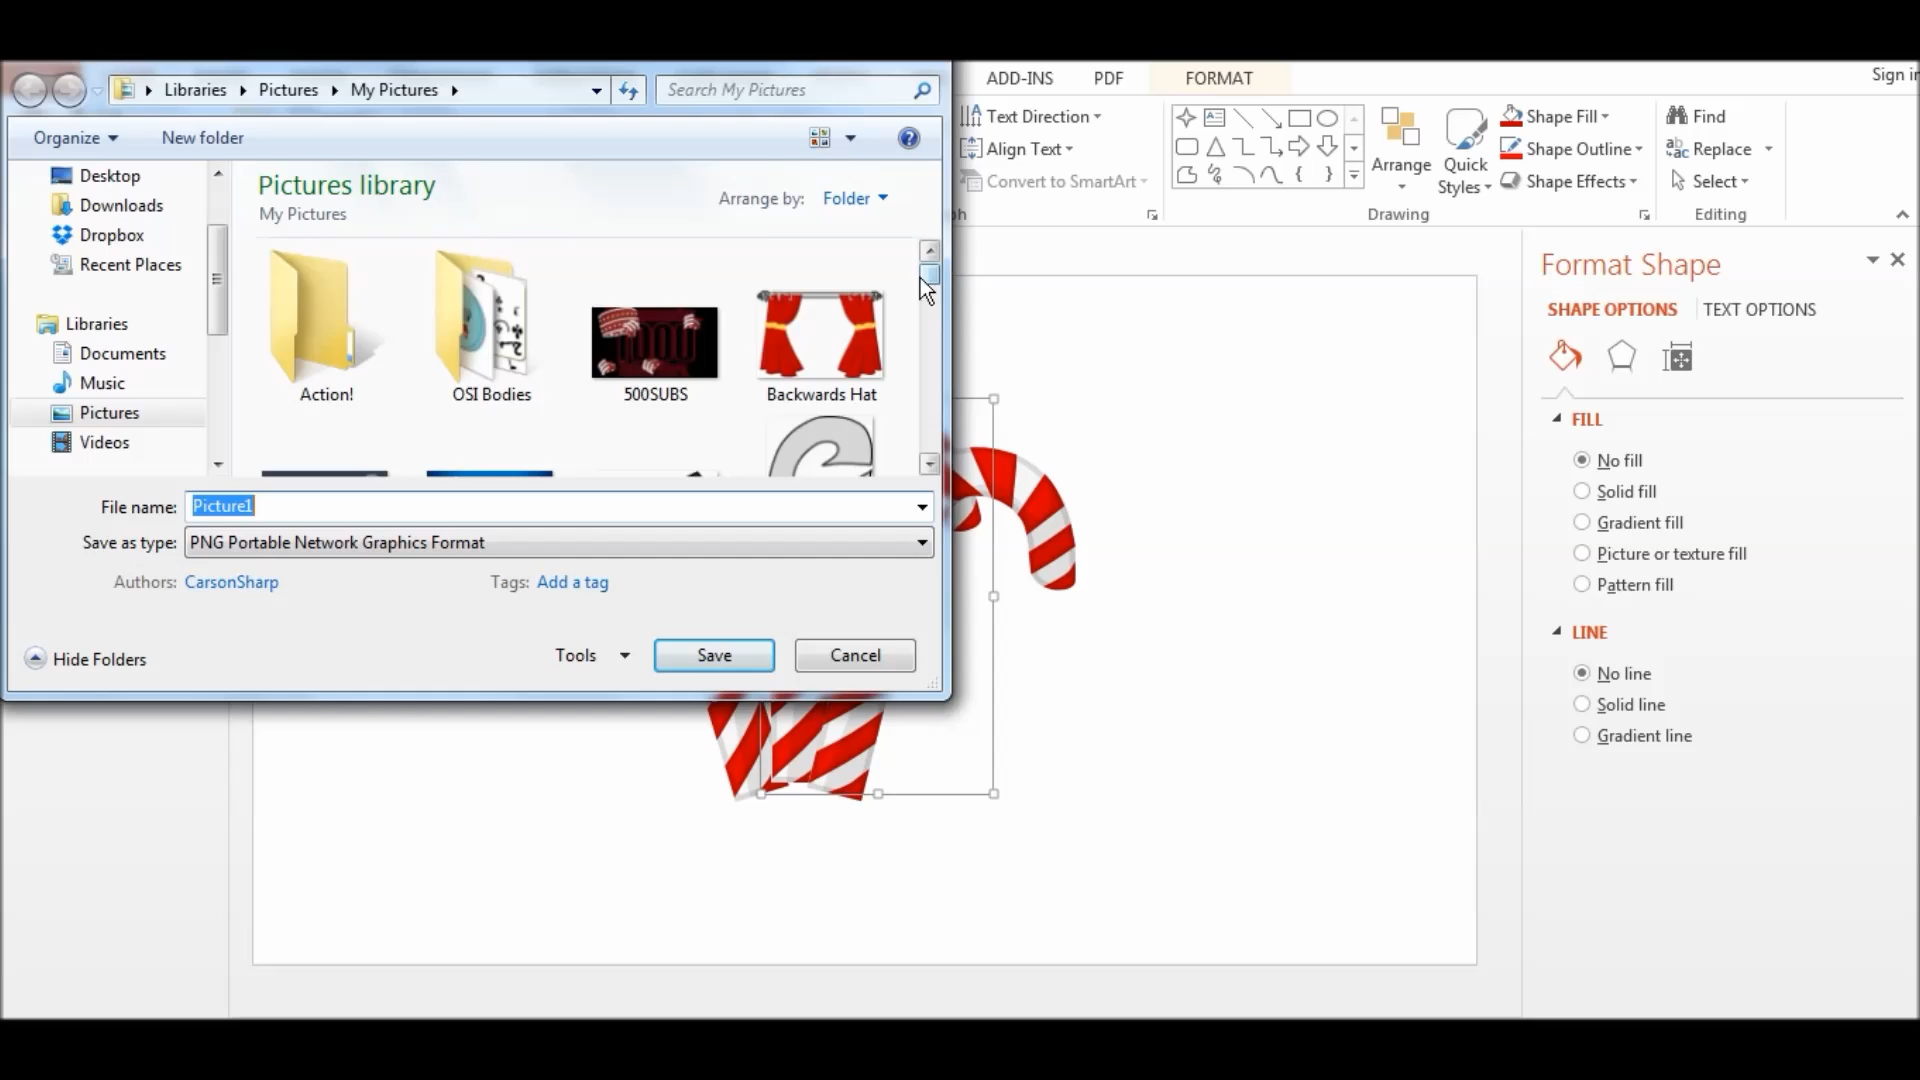 Libraries Pictures My Pictures
Search My Pictures
Organize
New folder
Desktop
Downloads
Dropbox
Recent Places
Libraries
Documents
Music
Pictures
Videos
Pictures library
My Pictures
Arrange by: Folder
Action!
OSI Bodies
500SUBS
Backwards Hat
File name: Picture1
Save as type: PNG Portable Network Graphics Format
Authors: CarsonSharp
Tags: Add a tag
Hide Folders
Tools
Save
Cancel
ADD-INS
PDF
FORMAT
Sign in
Text Direction
Align Text
Convert to SmartArt
Arrange
Quick
Styles
Shape Fill
Shape Outline
Shape Effects
Drawing
Find
Replace
Select
Editing
Format Shape
SHAPE OPTIONS
TEXT OPTIONS
FILL
No fill
Solid fill
Gradient fill
Picture or texture fill
Pattern fill
LINE
No line
Solid line
Gradient line